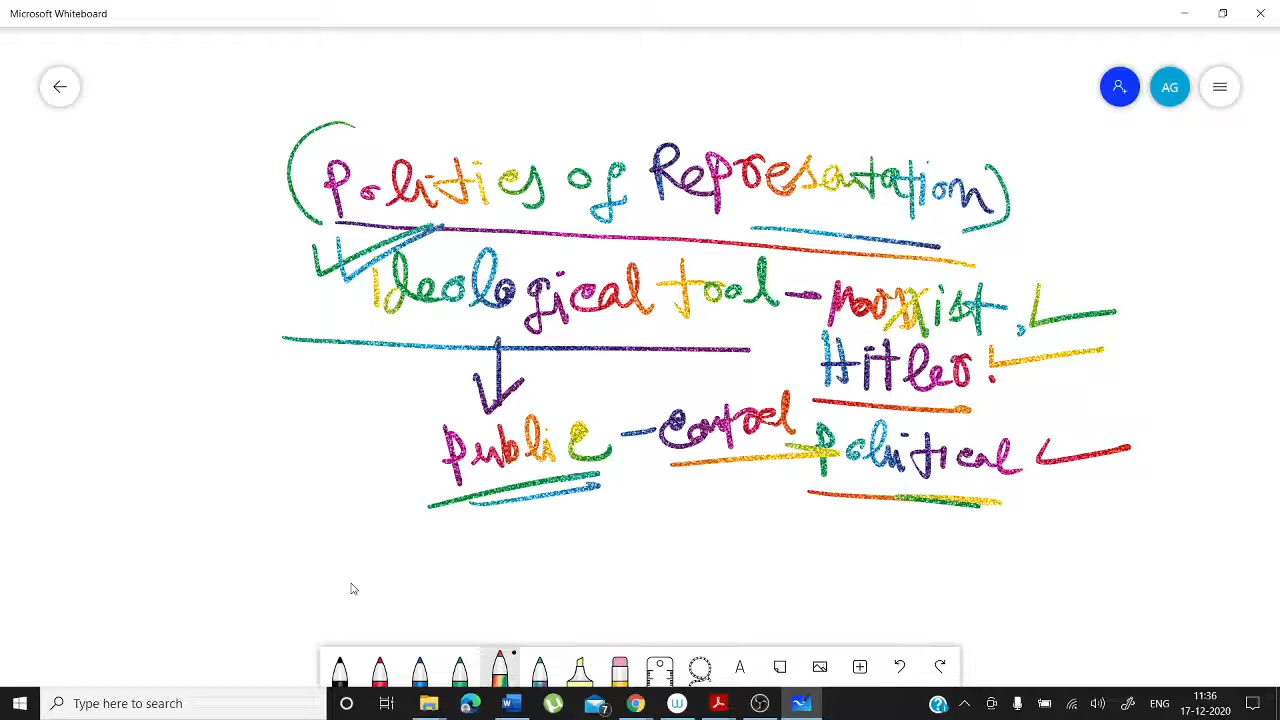 Microsoft Whiteboard
AG
(Politics of Representation)
Ideological tool - Marxist.
Hitler
Public - control Political
A
Type here to search
7
ENG
11:36
17-12-2020